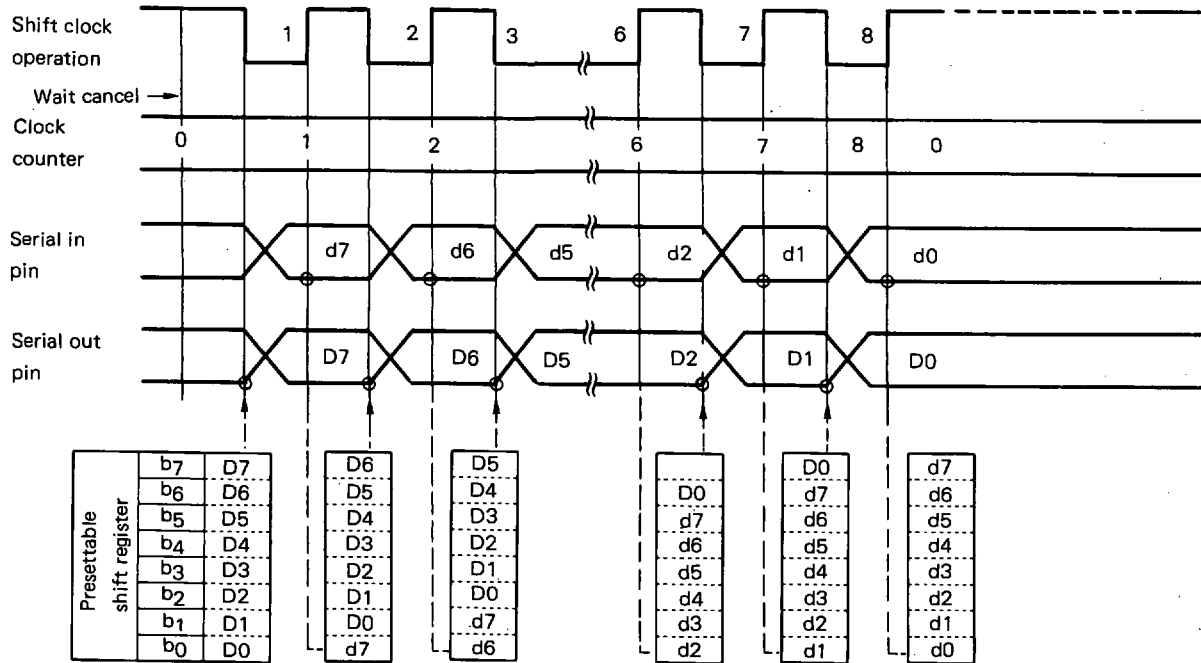 Shift clock operation
1 2 3 6 7 8
Wait cancel
Clock counter
0 1 2 6 7 8 0
Serial in pin
d7 d6 d5 d2 d1 d0
Serial out pin
D7 D6 D5 D2 D1 D0
Presettable shift register
b7 D7 D6 D5 D0 d7
b6 D6 D5 D4 D0 d7 d6
b5 D5 D4 D3 d7 d6 d5
b4 D4 D3 D2 d6 d5 d4
b3 D3 D2 D1 d5 d4 d3
b2 D2 D1 D0 d4 d3 d2
b1 D1 D0 d7 d3 d2 d1
b0 D0 d7 d6 d2 d1 d0